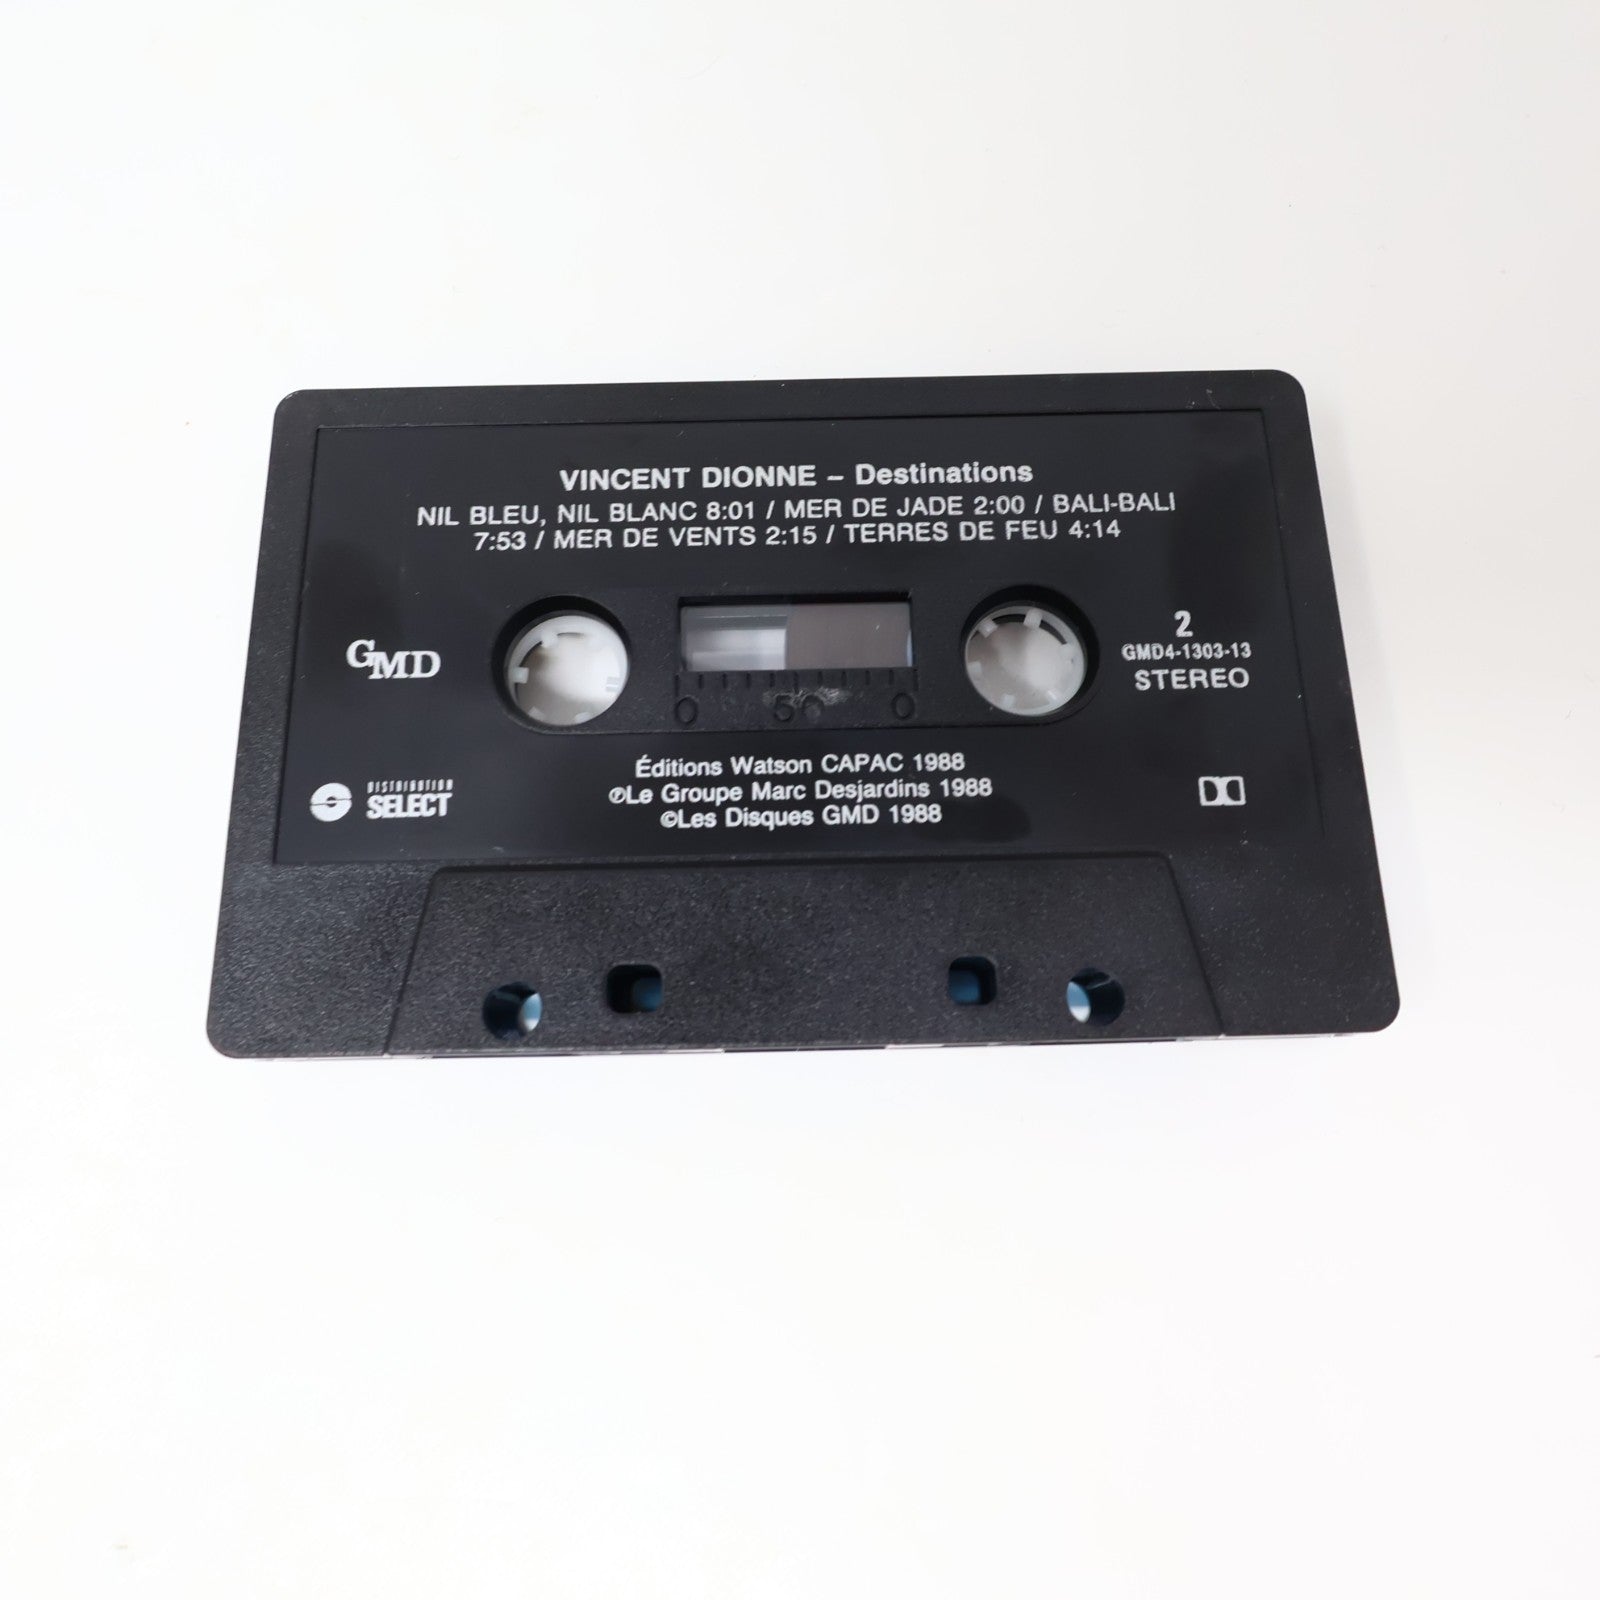 VINCENT DIONNE – Destinations
NIL BLEU, NIL BLANC 8:01 / MER DE JADE 2:00 / BALI-BALI
7:53 / MER DE VENTS 2:15 / TERRES DE FEU 4:14
GMD
2
GMD4-1303-13
STEREO
0 50 0
Éditions Watson CAPAC 1988
℗Le Groupe Marc Desjardins 1988
©Les Disques GMD 1988
DISTRIBUTION
SELECT